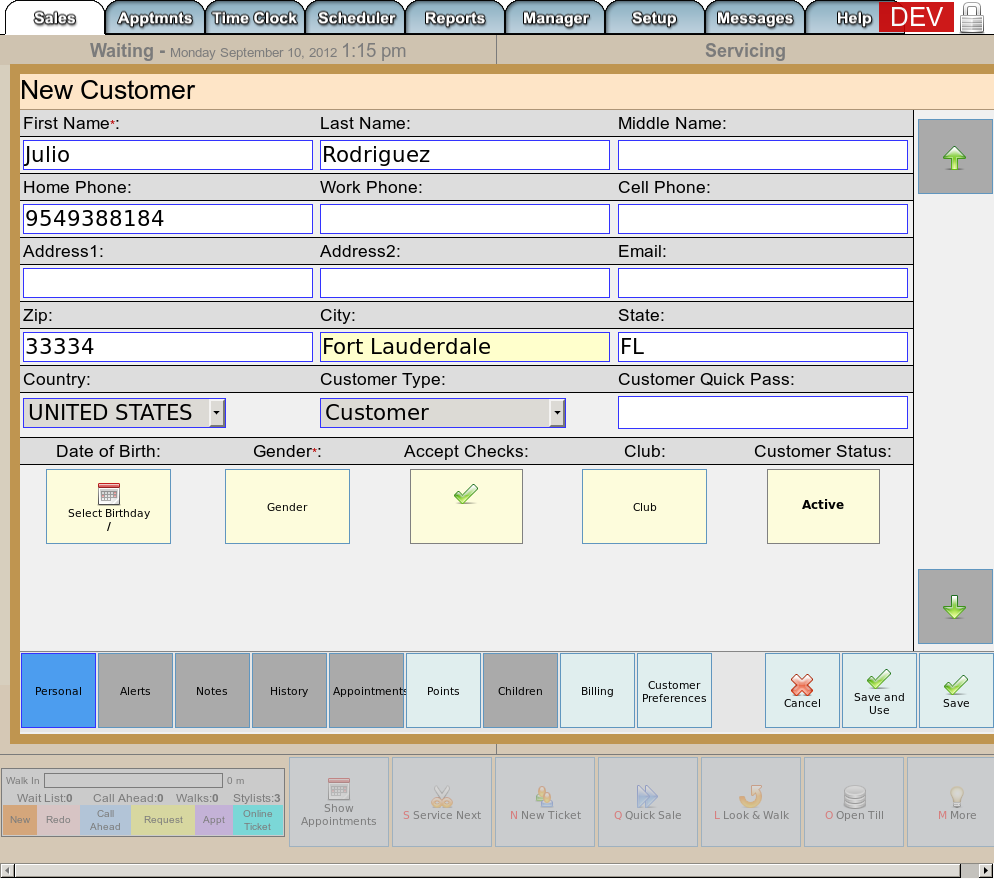 Sales Apptmnts Time Clock Scheduler Reports Manager Setup Messages Help DEV
Waiting - Monday September 10, 2012 1:15 pm Servicing
New Customer
First Name*: Last Name: Middle Name:
Julio Rodriguez
Home Phone: Work Phone: Cell Phone:
9549388184
Address1: Address2: Email:
Zip: City: State:
33334 Fort Lauderdale FL
Country: Customer Type: Customer Quick Pass:
UNITED STATES Customer
Date of Birth: Gender*: Accept Checks: Club: Customer Status:
Select Birthday
/
Gender
Club
Active
Personal Alerts Notes History Appointments Points Children Billing
Customer
Preferences
Cancel
Save and
Use
Save
Walk In 0 m
Wait List:0 Call Ahead:0 Walks:0 Stylists:3
New Redo
Call
Ahead
Request Appt
Online
Ticket
Show
Appointments
S Service Next N New Ticket Q Quick Sale L Look & Walk O Open Till M More